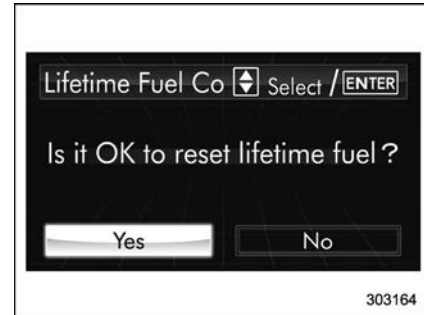 Lifetime Fuel Co Select / ENTER
Is it OK to reset lifetime fuel ?
Yes No
303164